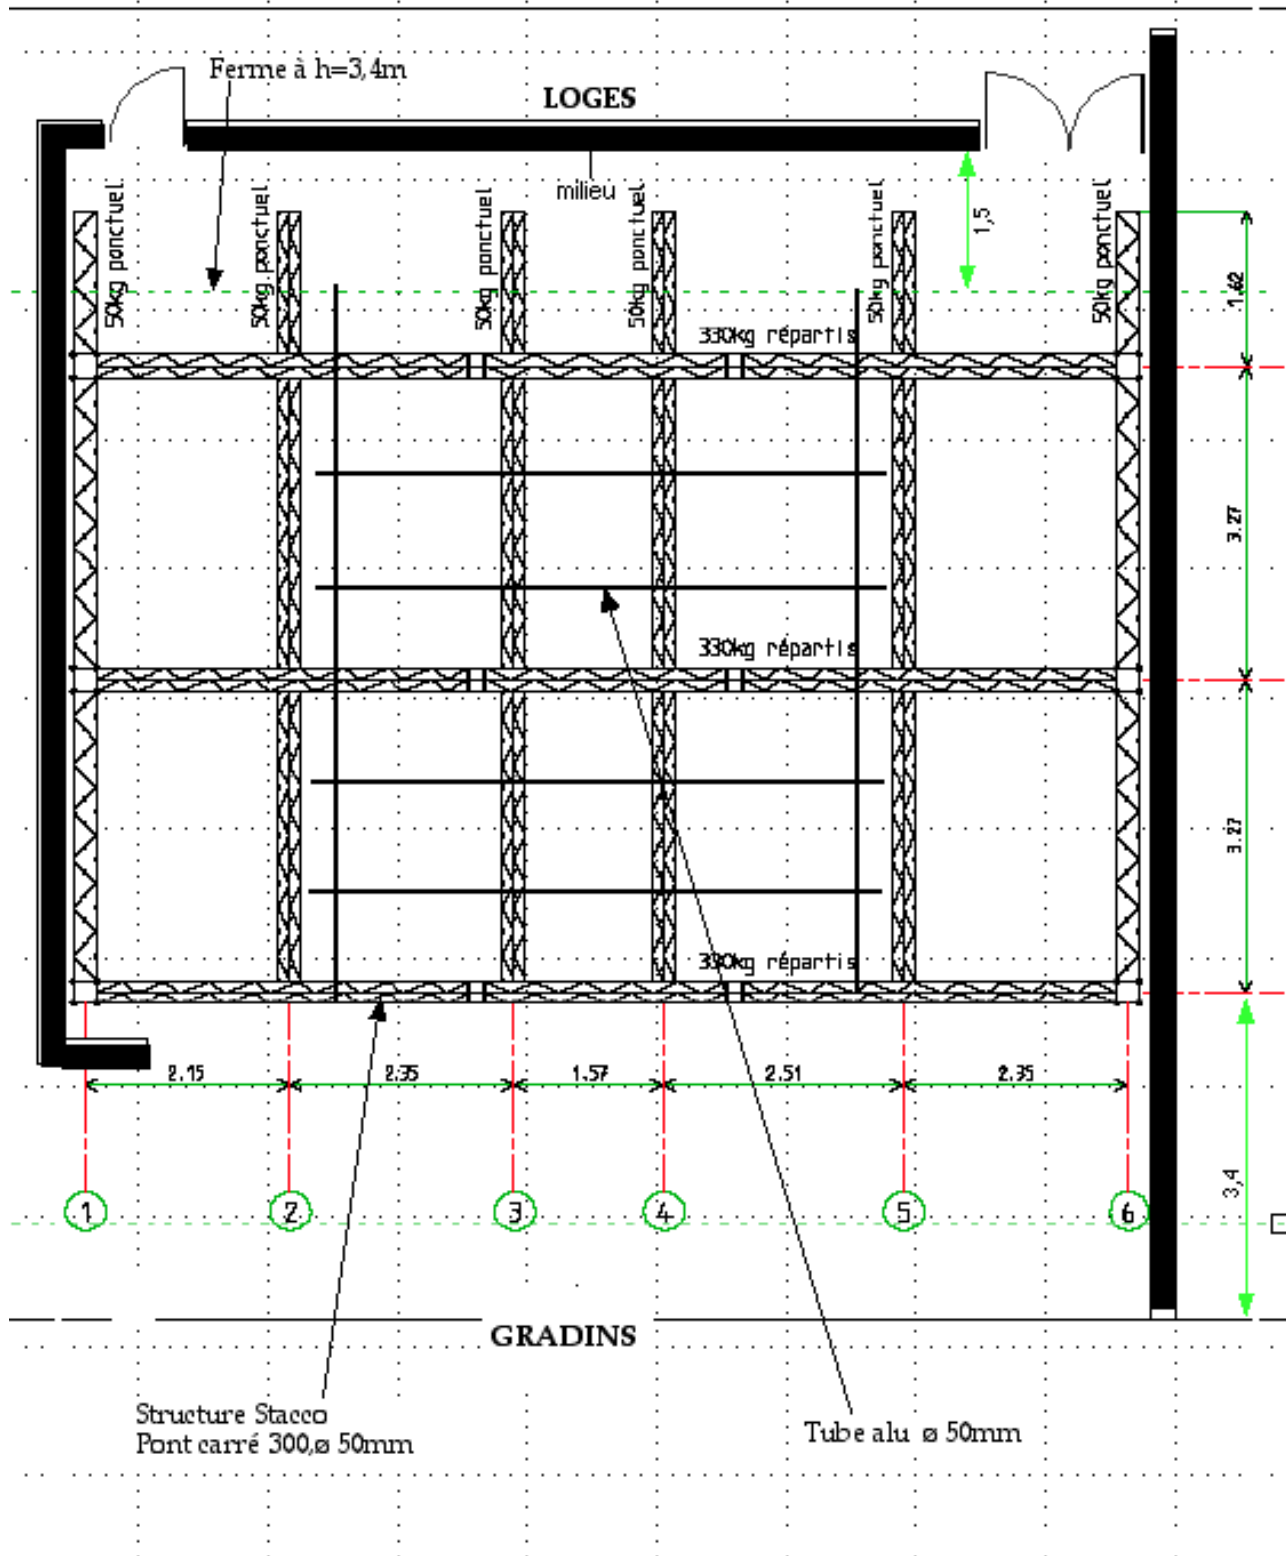 Ferme à h=3,4m
LOGES
milieu
50kg ponctuel
50kg ponctuel
50kg ponctuel
50kg ponctuel
50kg ponctuel
50kg ponctuel
1,5
1.62
330kg répartis
3.27
330kg répartis
3.27
330kg répartis
2.15
2.35
1.57
2.51
2.35
3,4
1
2
3
4
5
6
GRADINS
Structure Stacco
Pont carré 300,ø 50mm
Tube alu ø 50mm